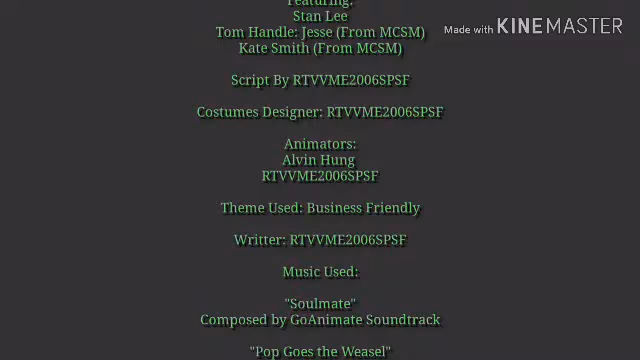 Featuring:
Stan Lee
Tom Handle: Jesse (From MCSM)
Kate Smith (From MCSM)
Made with KINEMASTER
Script By RTVVME2006SPSF
Costumes Designer: RTVVME2006SPSF
Animators:
Alvin Hung
RTVVME2006SPSF
Theme Used: Business Friendly
Writter: RTVVME2006SPSF
Music Used:
"Soulmate"
Composed by GoAnimate Soundtrack
"Pop Goes the Weasel"